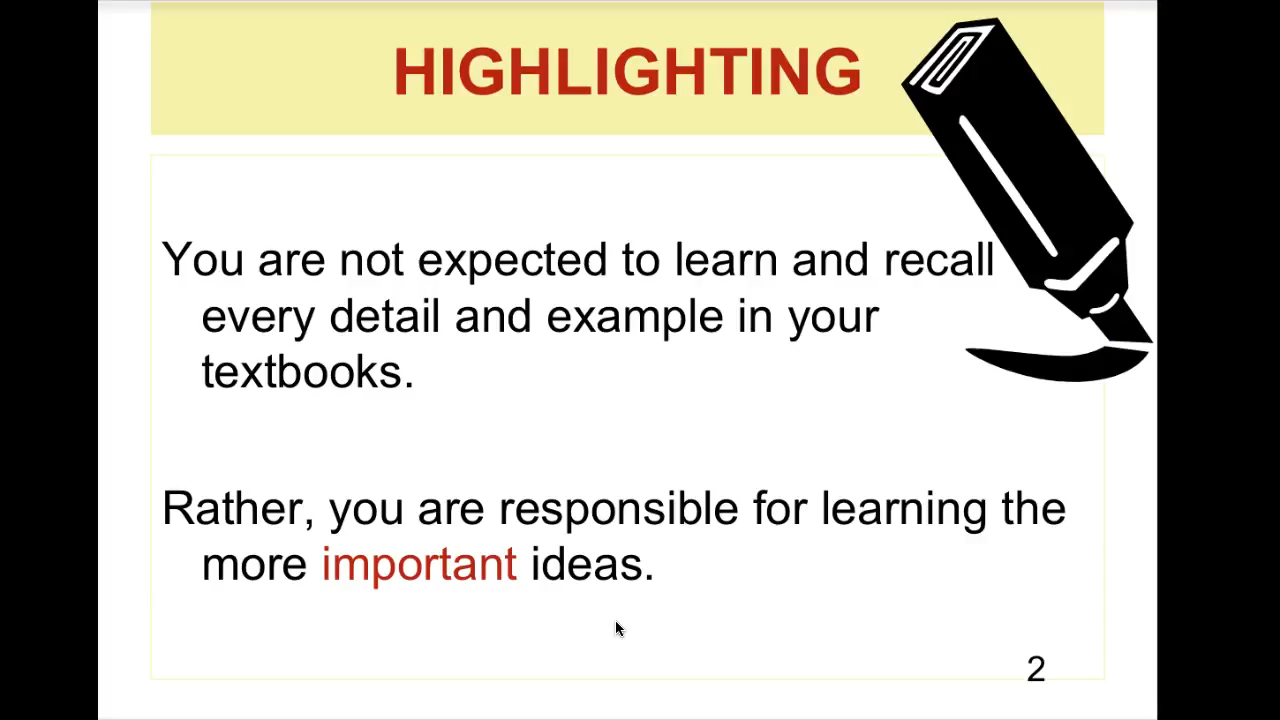 HIGHLIGHTING
You are not expected to learn and recall
every detail and example in your
textbooks.
Rather, you are responsible for learning the
more important ideas.
2